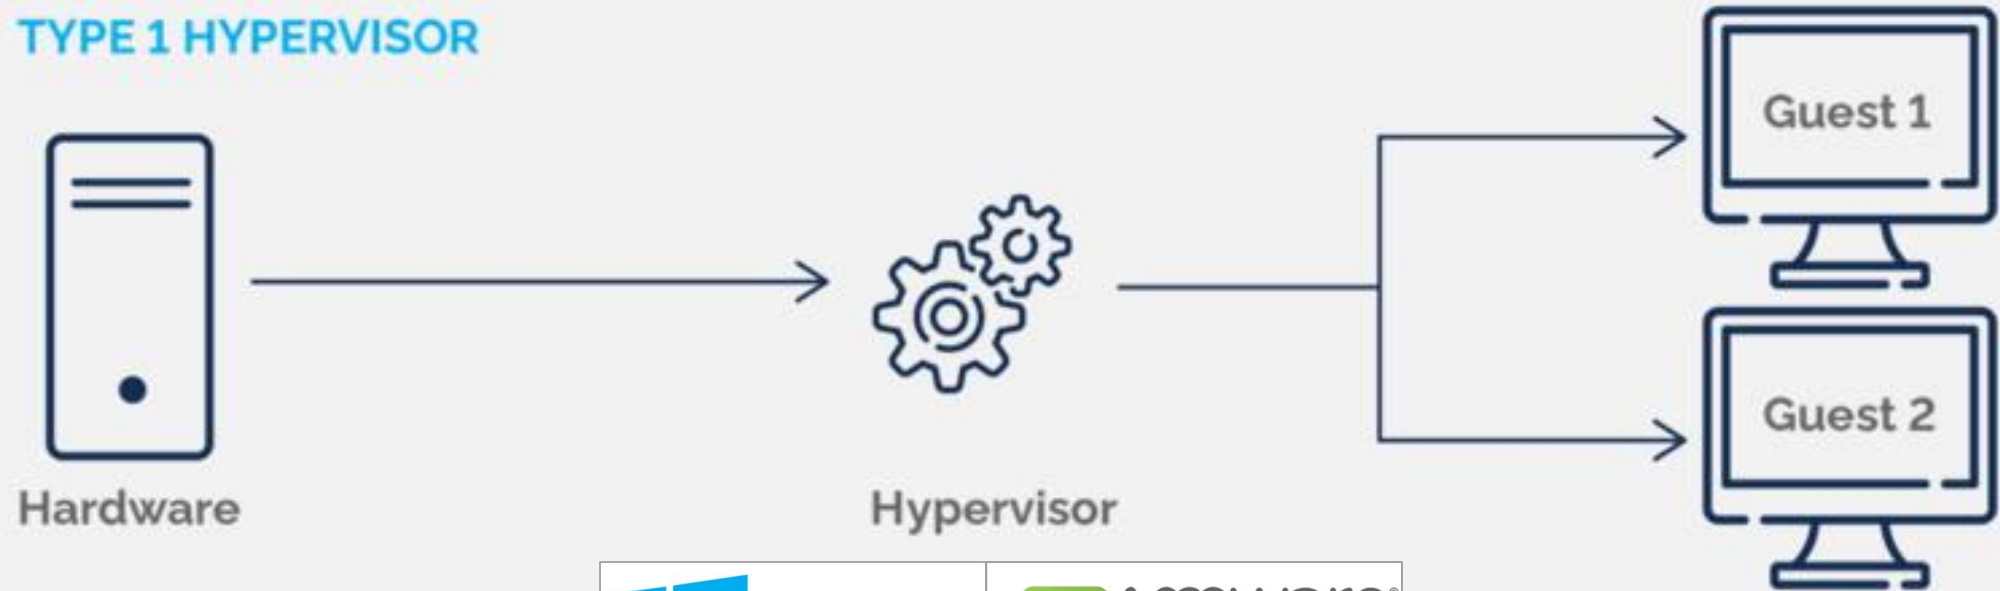 TYPE 1 HYPERVISOR
Guest 1
Guest 2
Hardware
Hypervisor